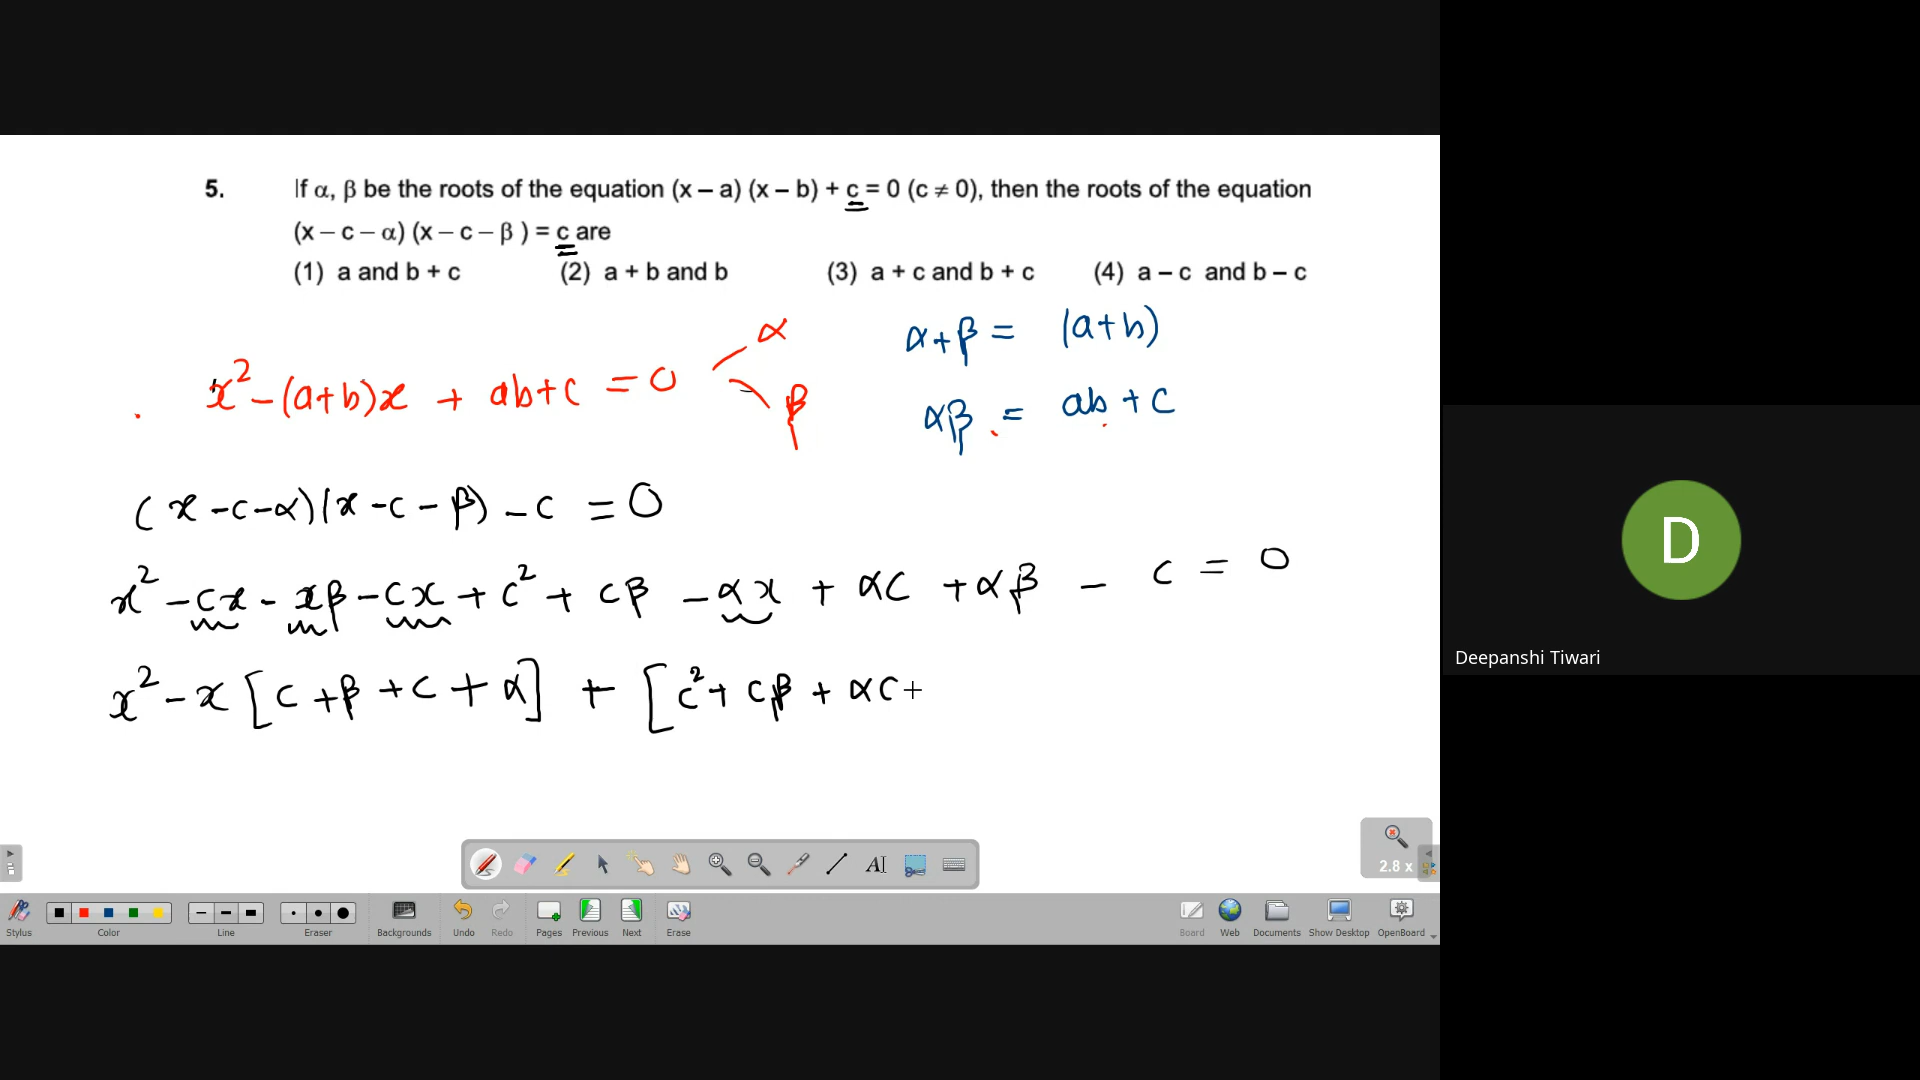 5. If α, β be the roots of the equation (x – a) (x – b) + c = 0 (c ≠ 0), then the roots of the equation
(x – c – α) (x – c – β ) = c are
(1) a and b + c (2) a + b and b (3) a + c and b + c (4) a – c and b – c
x² - (a+b)x + ab+c = 0
α
β
α+β = (a+b)
αβ = ab + c
(x -c-α)(x -c - β) - c = 0
x² - cx - xβ - cx + c² + cβ - αx + αc + αβ - c = 0
x² - x [c + β + c + α] + [c² + cβ + αc +
D
Deepanshi Tiwari
2.8 x
Stylus Color Line Eraser Backgrounds Undo Redo Pages Previous Next Erase Board Web Documents Show Desktop OpenBoard